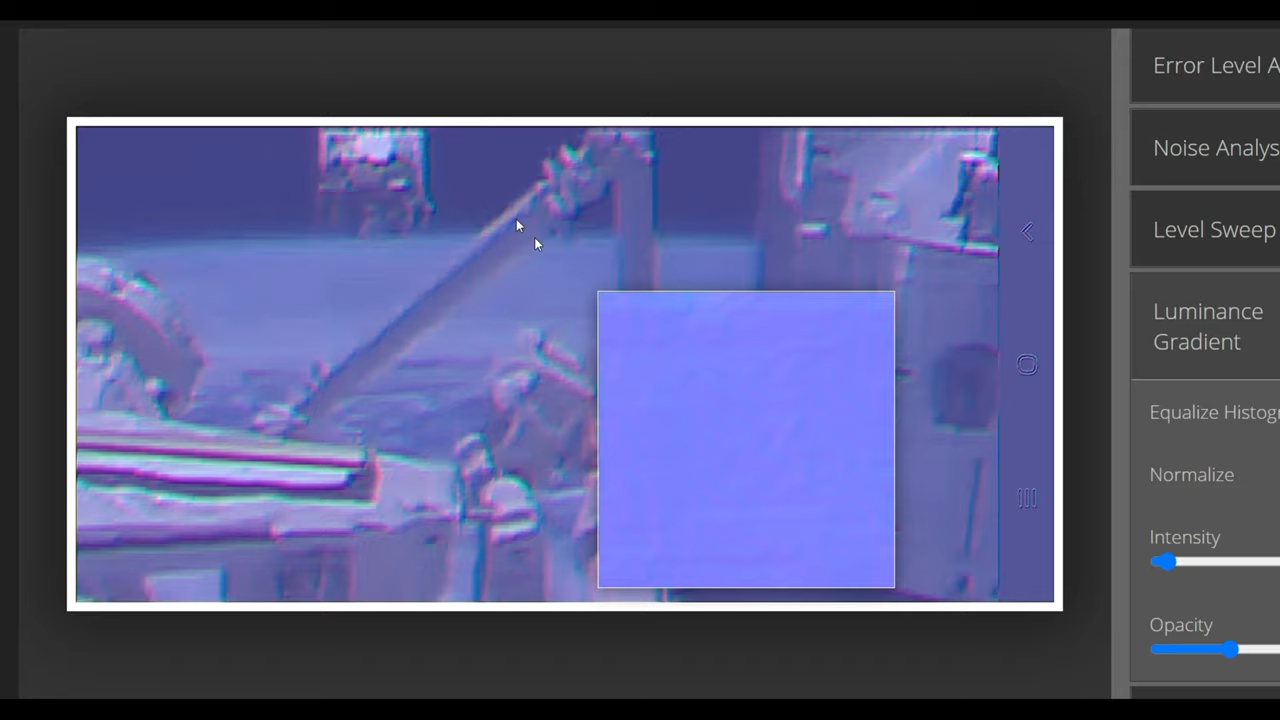 Error Level A
Noise Analys
Level Sweep
Luminance
Gradient
Equalize Histogr
Normalize
Intensity
Opacity